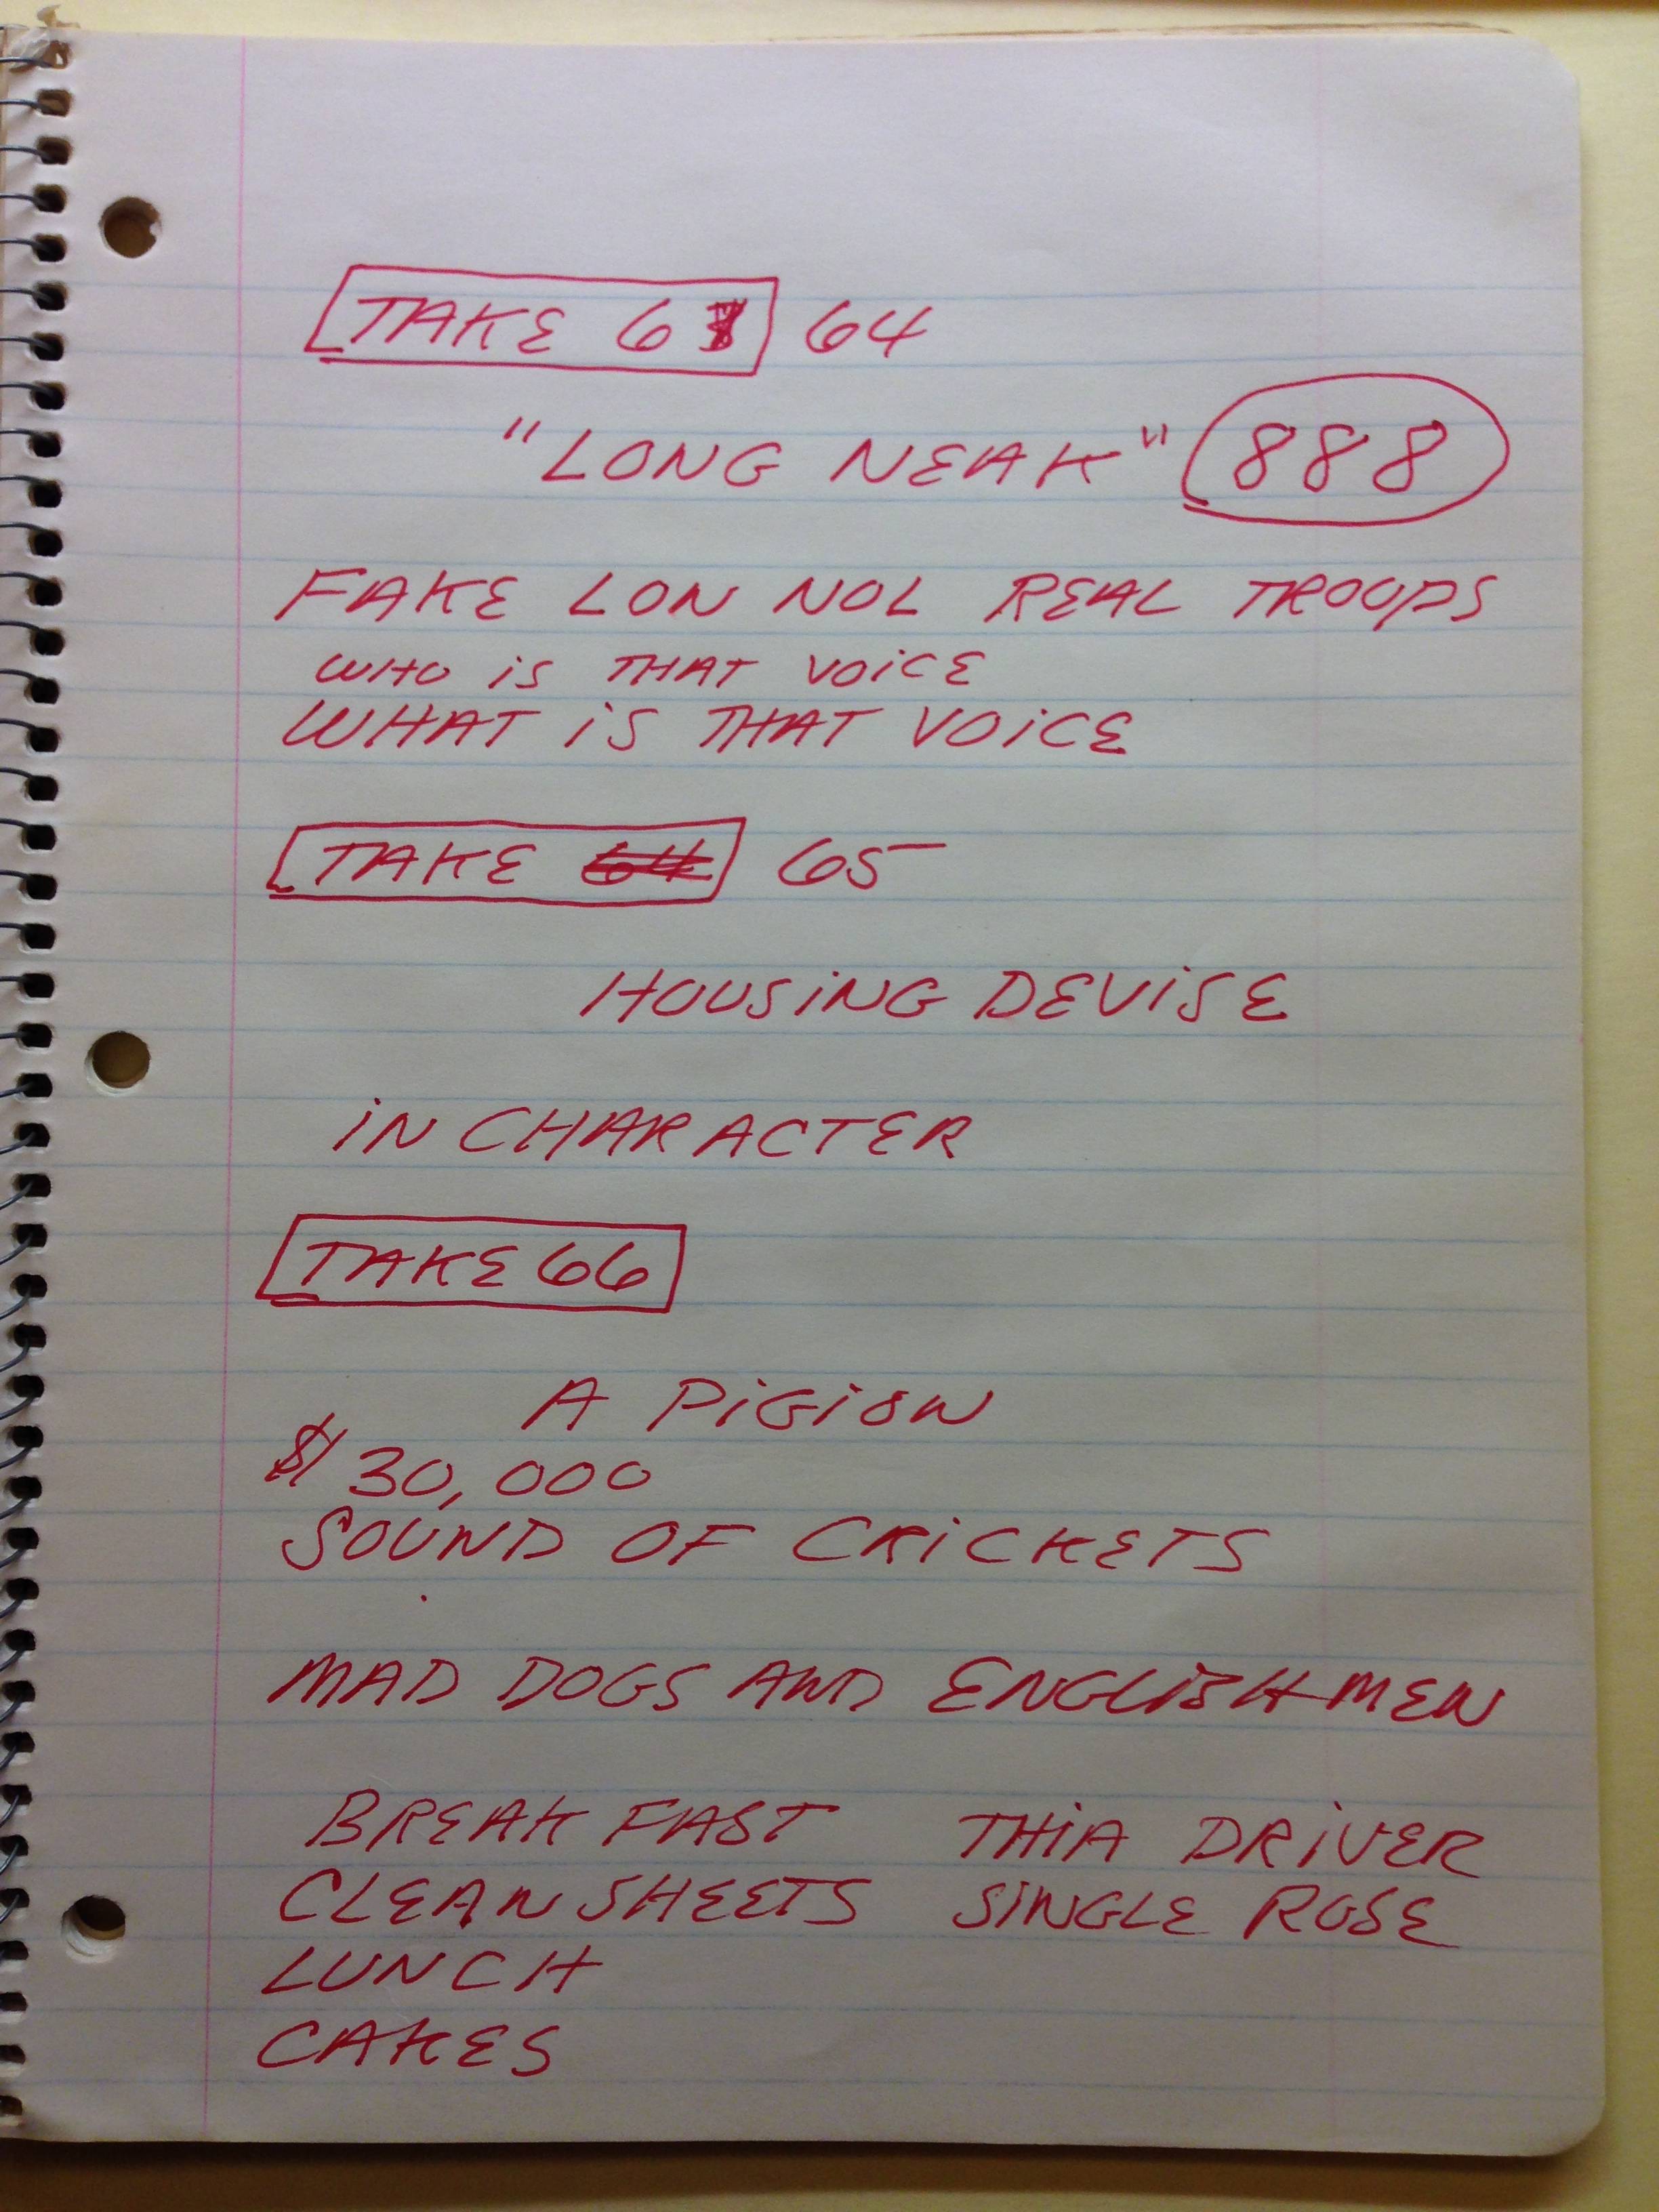 TAKE 63 64
"LONG NEAK" 888
FAKE LON NOL REAL TROOPS
WHO iS THAT VOiCE
WHAT iS THAT VOiCE
TAKE 64 65
HOUSiNG DEViSE
iN CHARACTER
TAKE 66
A PiGiON
$30,000
SOUND OF CRiCKETS
MAD DOGS AND ENGLiSHMEN
BREAKFAST THiA DRiVER
CLEAN SHEETS SiNGLE ROSE
LUNCH
CAKES